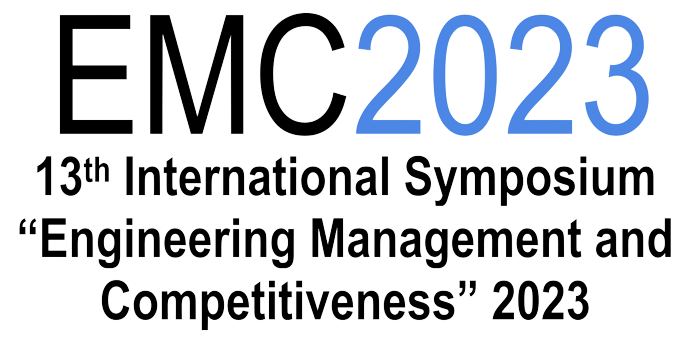 EMC2023
13th International Symposium
“Engineering Management and
Competitiveness” 2023